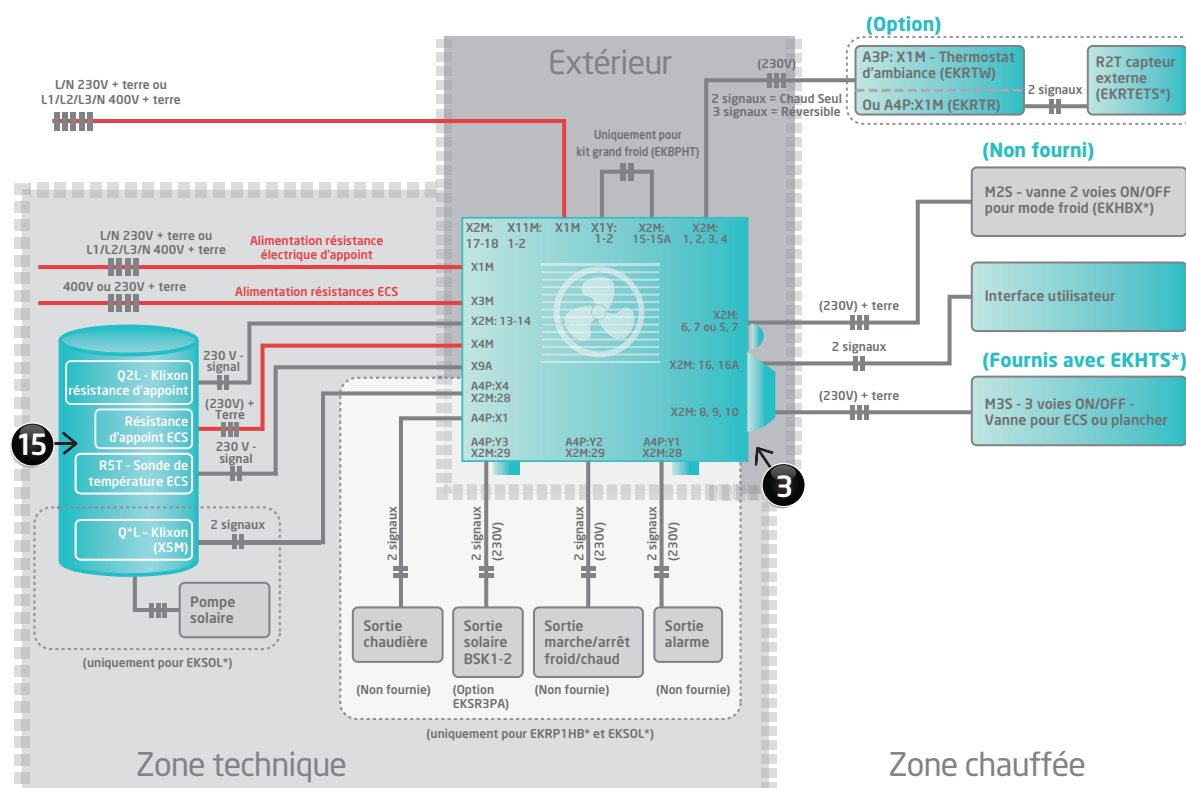 (Option)
Extérieur
(230V)
A3P: X1M – Thermostat
d'ambiance (EKRTW)
Ou A4P:X1M (EKRTR)
2 signaux
R2T capteur
externe
(EKRTETS*)
L/N 230V + terre ou
L1/L2/L3/N 400V + terre
2 signaux = Chaud Seul
3 signaux = Réversible
Uniquement pour
kit grand froid (EKBPHT)
(Non fourni)
M2S - vanne 2 voies ON/OFF
pour mode froid (EKHBX*)
X2M:
17-18
X11M:
1-2
X1M
X1Y:
1-2
X2M:
15-15A
X2M:
1, 2, 3, 4
L/N 230V + terre ou
L1/L2/L3/N 400V + terre
Alimentation résistance
électrique d'appoint
X1M
400V ou 230V + terre
Alimentation résistances ECS
X3M
X2M: 13-14
X4M
X9A
A4P:X4
X2M:28
A4P:X1
A4P:Y3
X2M:29
A4P:Y2
X2M:29
A4P:Y1
X2M:28
X2M:
6, 7 ou 5, 7
X2M: 16, 16A
X2M: 8, 9, 10
(230V) + terre
Interface utilisateur
2 signaux
(Fournis avec EKHTS*)
(230V) + terre
M3S - 3 voies ON/OFF -
Vanne pour ECS ou plancher
3
15
Q2L - Klixon
résistance d'appoint
230 V -
signal
Résistance
d'appoint ECS
(230V) +
Terre
R5T - Sonde de
température ECS
230 V -
signal
Q*L - Klixon
(X5M)
2 signaux
Pompe
solaire
(uniquement pour EKSOL*)
2 signaux
2 signaux
(230V)
2 signaux
(230V)
2 signaux
(230V)
Sortie
chaudière
Sortie
solaire
BSK1-2
Sortie
marche/arrêt
froid/chaud
Sortie
alarme
(Non fournie)
(Option
EKSR3PA)
(Non fournie)
(Non fournie)
(uniquement pour EKRP1HB* et EKSOL*)
Zone technique
Zone chauffée